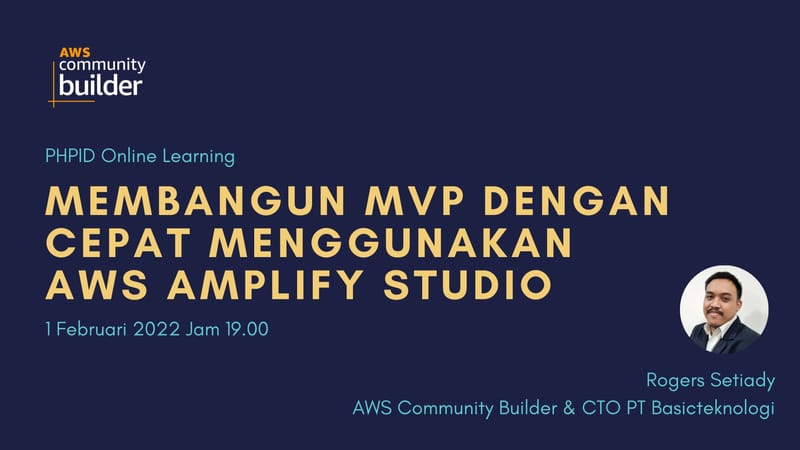 AWS
community
builder
PHPID Online Learning
MEMBANGUN MVP DENGAN
CEPAT MENGGUNAKAN
AWS AMPLIFY STUDIO
1 Februari 2022 Jam 19.00
Rogers Setiady
AWS Community Builder & CTO PT Basicteknologi